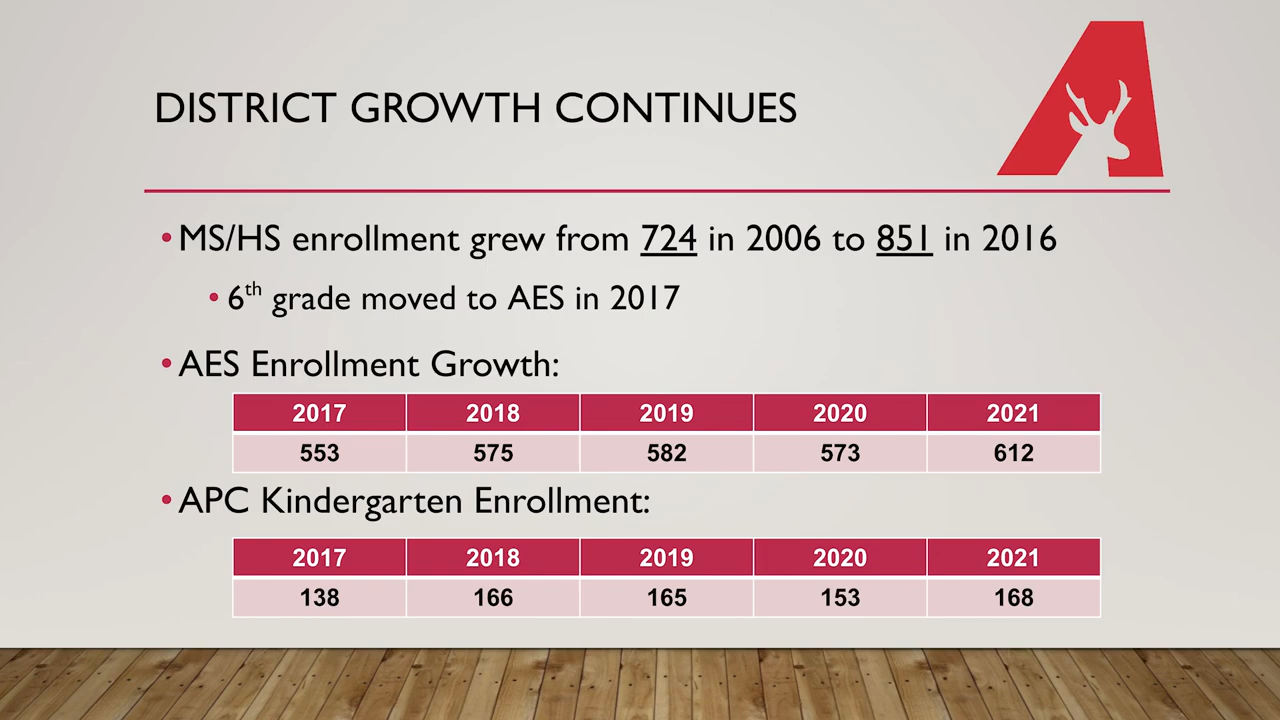 DISTRICT GROWTH CONTINUES
A
• MS/HS enrollment grew from 724 in 2006 to 851 in 2016
• 6th grade moved to AES in 2017
• AES Enrollment Growth:
2017 2018 2019 2020 2021
553 575 582 573 612
• APC Kindergarten Enrollment:
2017 2018 2019 2020 2021
138 166 165 153 168